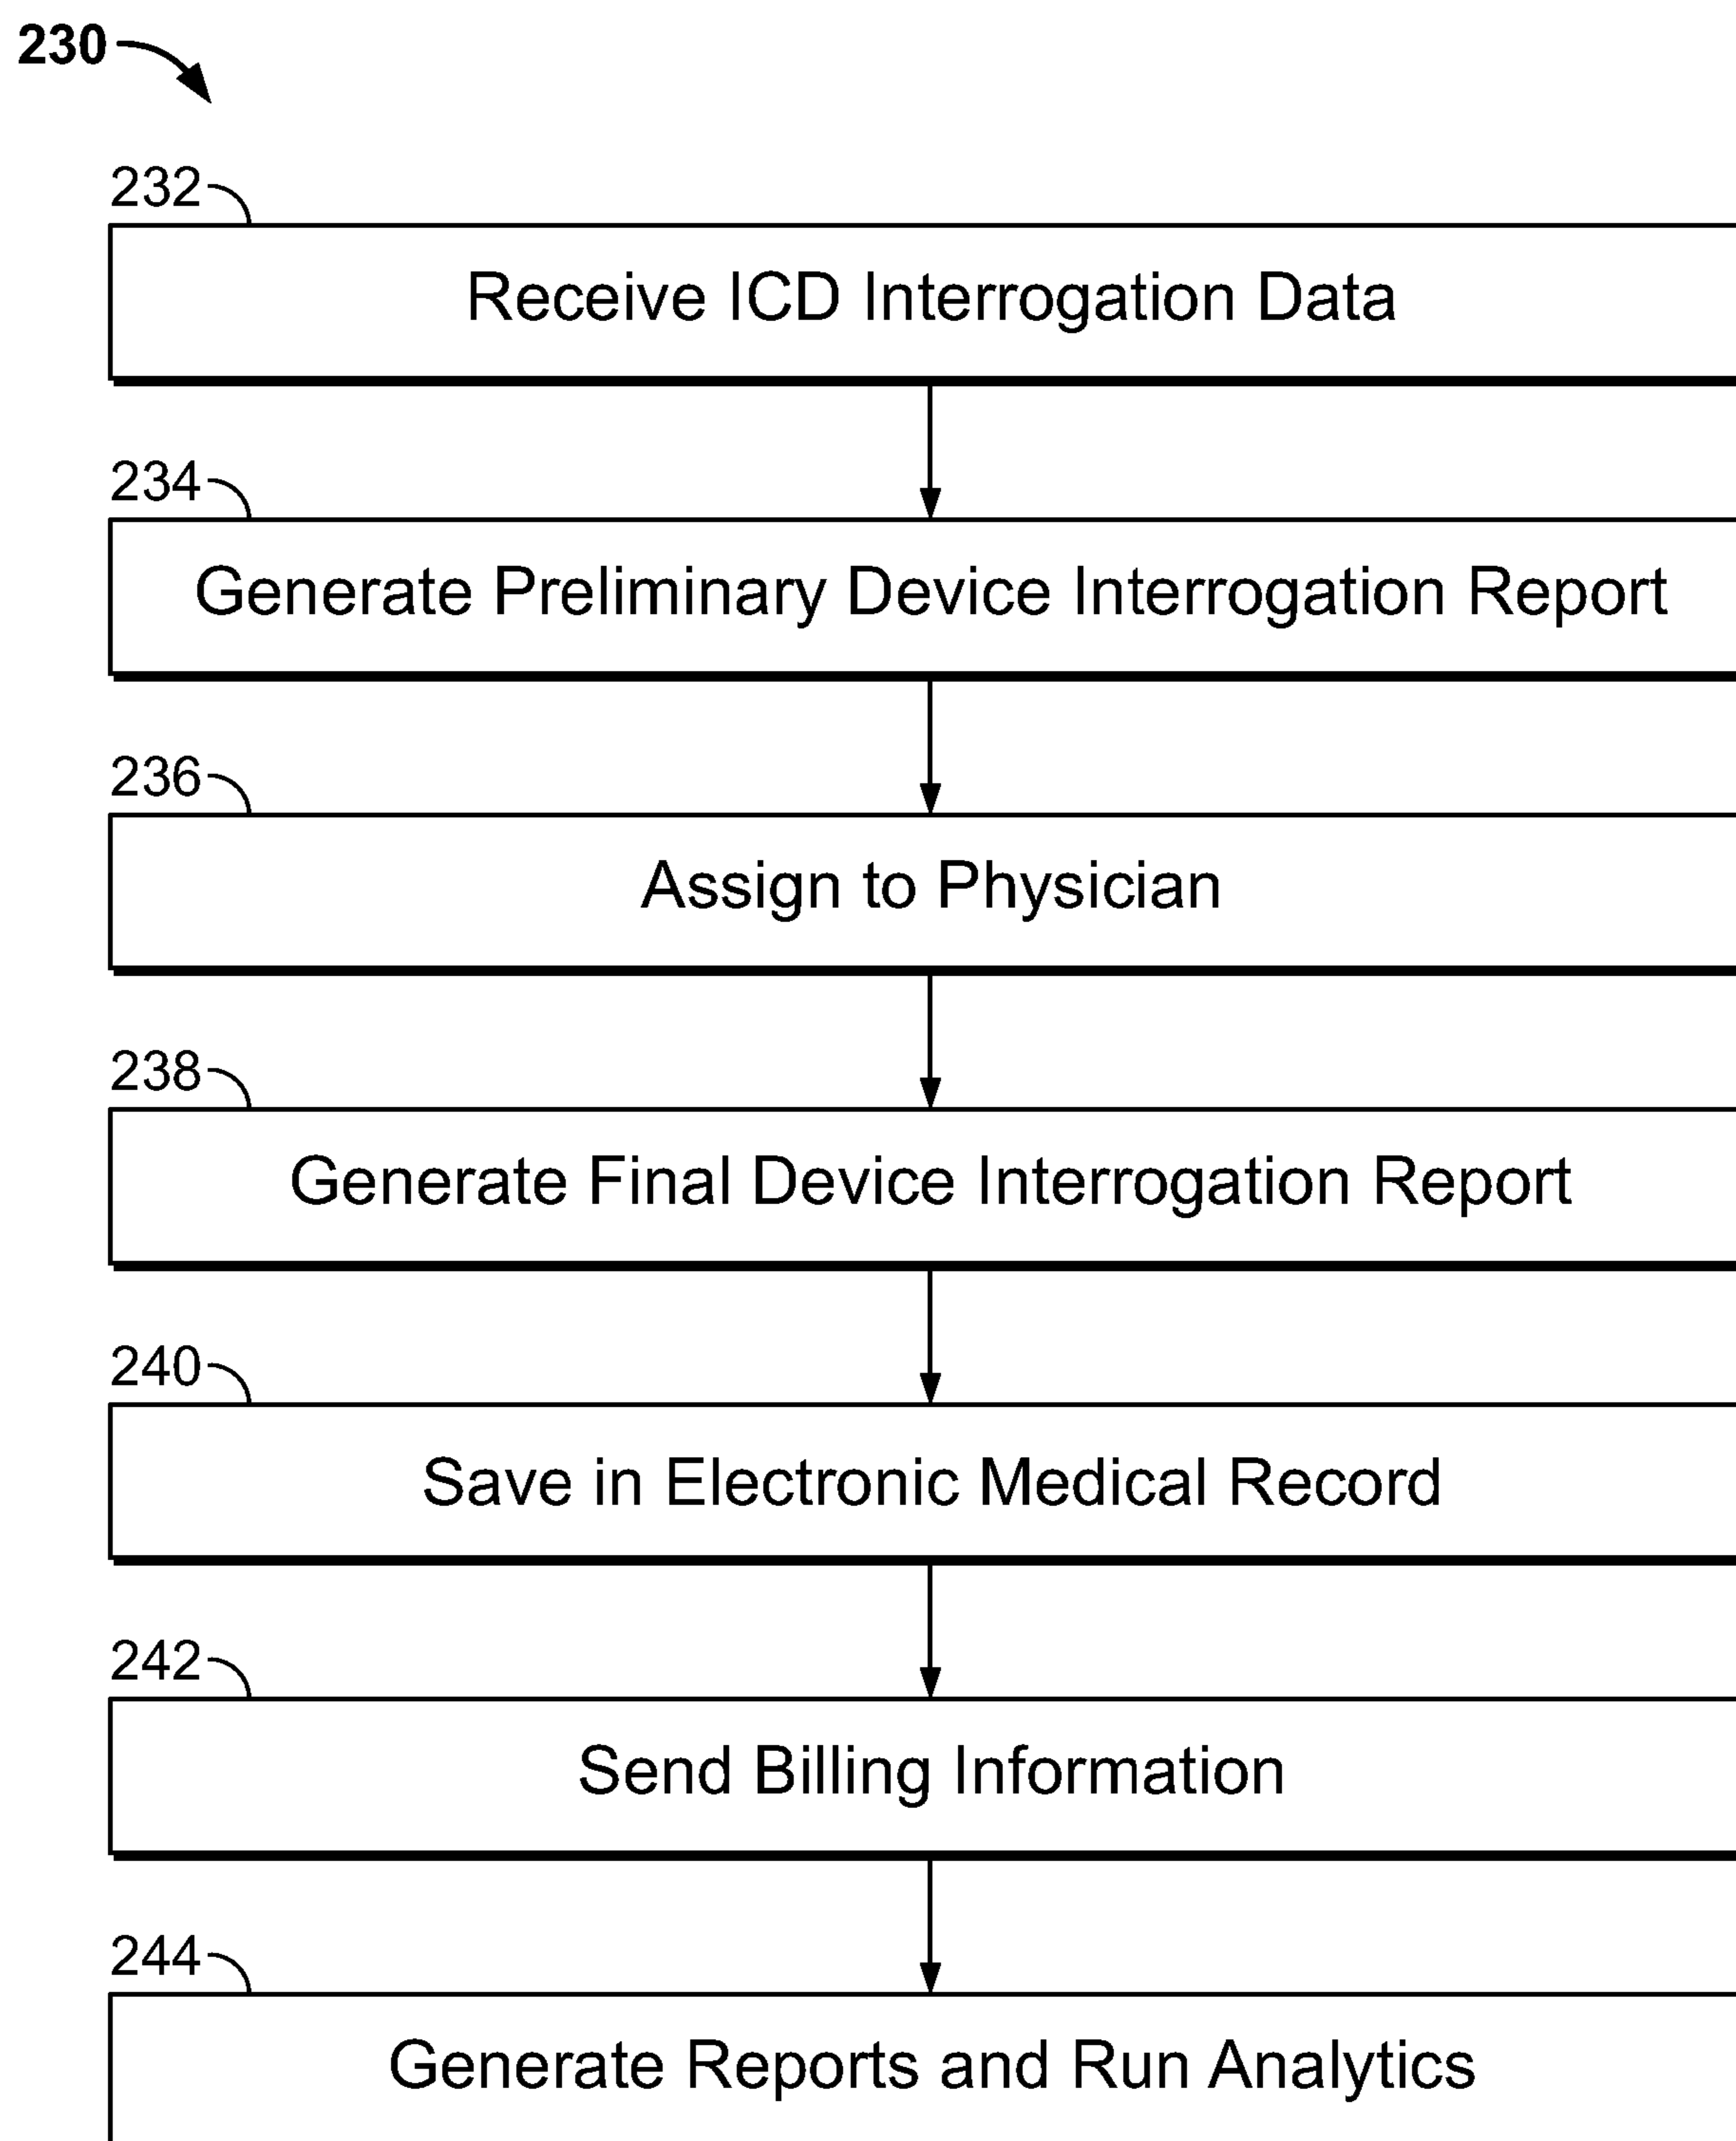 230
232
Receive ICD Interrogation Data
234
Generate Preliminary Device Interrogation Report
236
Assign to Physician
238
Generate Final Device Interrogation Report
240
Save in Electronic Medical Record
242
Send Billing Information
244
Generate Reports and Run Analytics